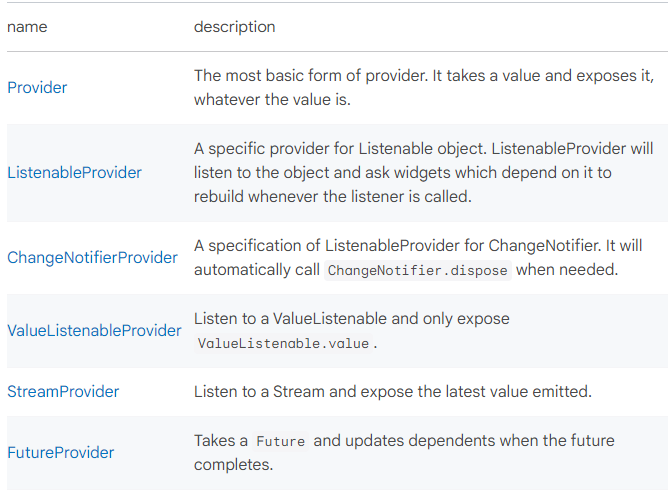 name description
Provider
The most basic form of provider. It takes a value and exposes it,
whatever the value is.
ListenableProvider
A specific provider for Listenable object. ListenableProvider will
listen to the object and ask widgets which depend on it to
rebuild whenever the listener is called.
ChangeNotifierProvider
A specification of ListenableProvider for ChangeNotifier. It will
automatically call ChangeNotifier.dispose when needed.
ValueListenableProvider
Listen to a ValueListenable and only expose
ValueListenable.value.
StreamProvider
Listen to a Stream and expose the latest value emitted.
FutureProvider
Takes a Future and updates dependents when the future
completes.